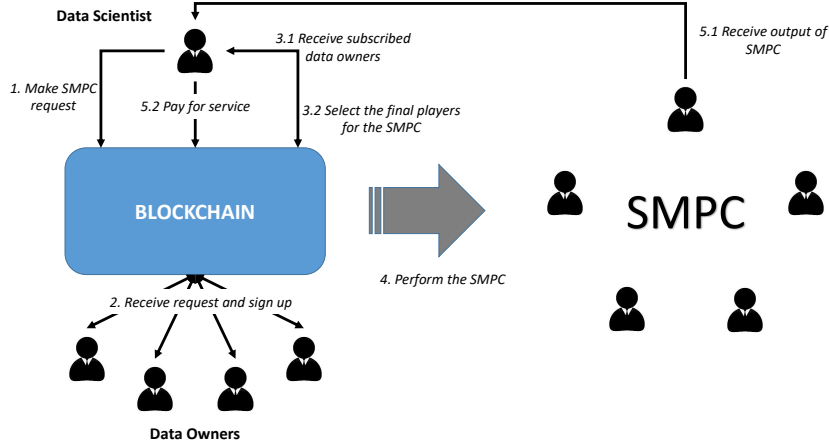 Data Scientist
1. Make SMPC
request
5.2 Pay for service
3.1 Receive subscribed
data owners
3.2 Select the final players
for the SMPC
5.1 Receive output of
SMPC
BLOCKCHAIN
SMPC
4. Perform the SMPC
2. Receive request and sign up
Data Owners